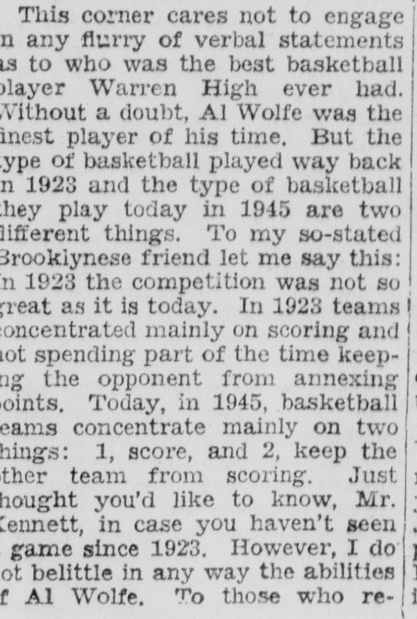 This corner cares not to engage
n any flurry of verbal statements
as to who was the best basketball
player Warren High ever had.
Without a doubt, Al Wolfe was the
finest player of his time. But the
type of basketball played way back
n 1923 and the type of basketball
they play today in 1945 are two
different things. To my so-stated
Brooklynese friend let me say this:
In 1923 the competition was not so
great as it is today. In 1923 teams
concentrated mainly on scoring and
not spending part of the time keep-
ng the opponent from annexing
points. Today, in 1945, basketball
teams concentrate mainly on two
things: 1, score, and 2, keep the
other team from scoring. Just
thought you'd like to know, Mr.
Kennett, in case you haven't seen
game since 1923. However, I do
not belittle in any way the abilities
f Al Wolfe. To those who re-